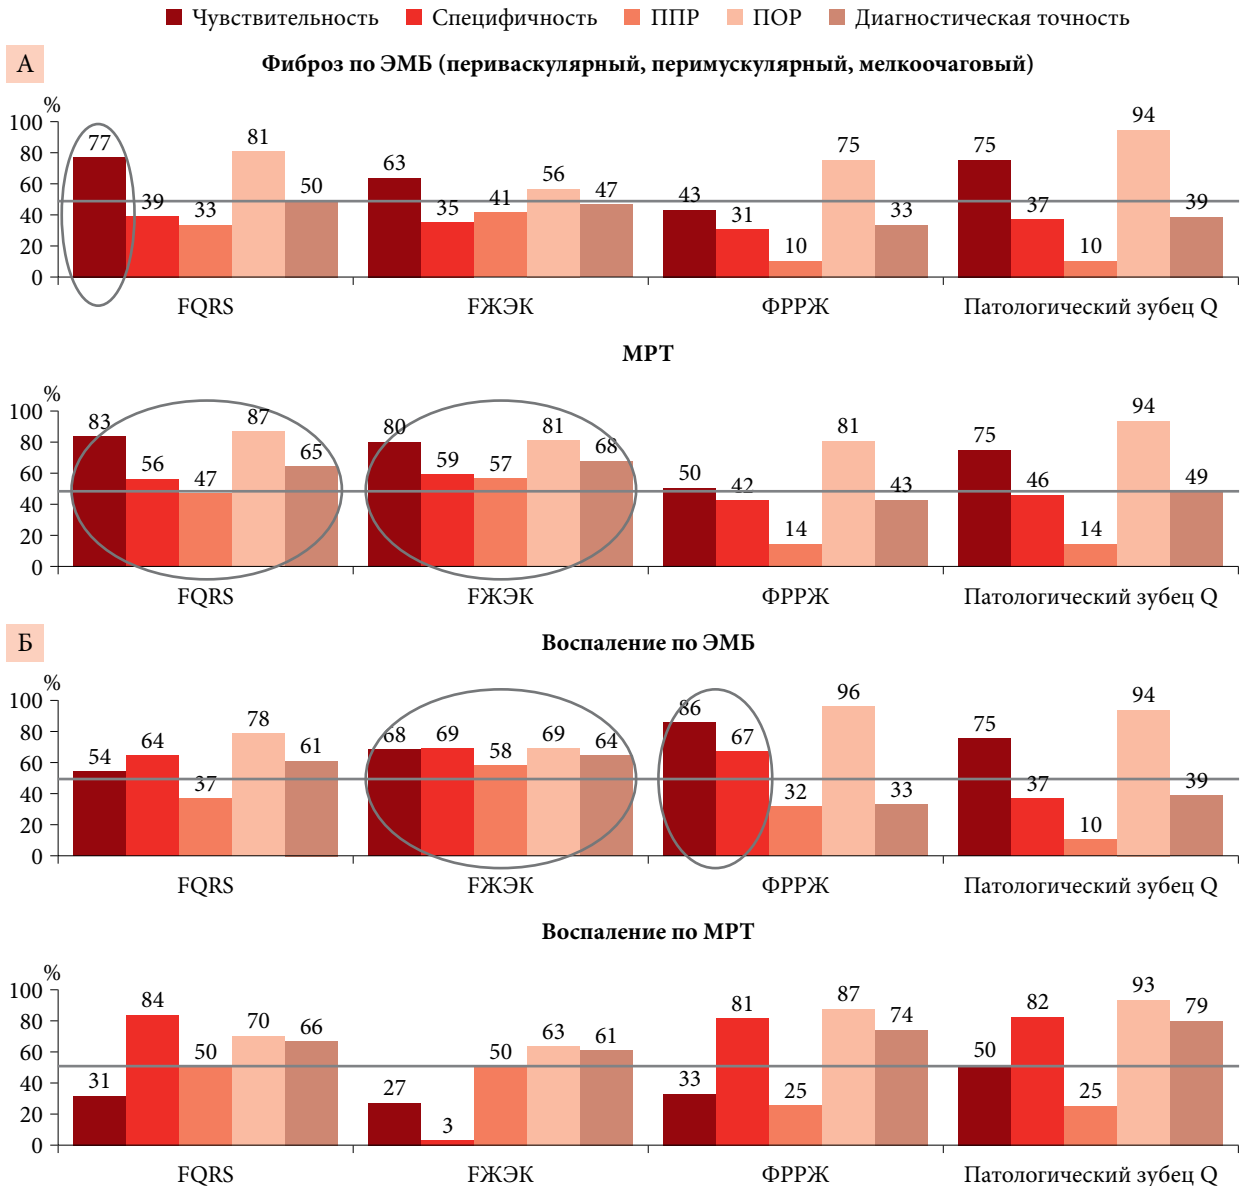 Чувствительность Специфичность ППР ПОР Диагностическая точность
А
Фиброз по ЭМБ (периваскулярный, перимускулярный, мелкоочаговый)
%
100
80
60
40
20
0
77 39 33 81 50
63 35 41 56 47
43 31 10 75 33
75 37 10 94 39
FQRS FЖЭК ФРРЖ Патологический зубец Q
МРТ
%
100
80
60
40
20
0
83 56 47 87 65
80 59 57 81 68
50 42 14 81 43
75 46 14 94 49
FQRS FЖЭК ФРРЖ Патологический зубец Q
Б
Воспаление по ЭМБ
%
100
80
60
40
20
0
54 64 37 78 61
68 69 58 69 64
86 67 32 96 33
75 37 10 94 39
FQRS FЖЭК ФРРЖ Патологический зубец Q
Воспаление по МРТ
%
100
80
60
40
20
0
31 84 50 70 66
27 3 50 63 61
33 81 25 87 74
50 82 25 93 79
FQRS FЖЭК ФРРЖ Патологический зубец Q